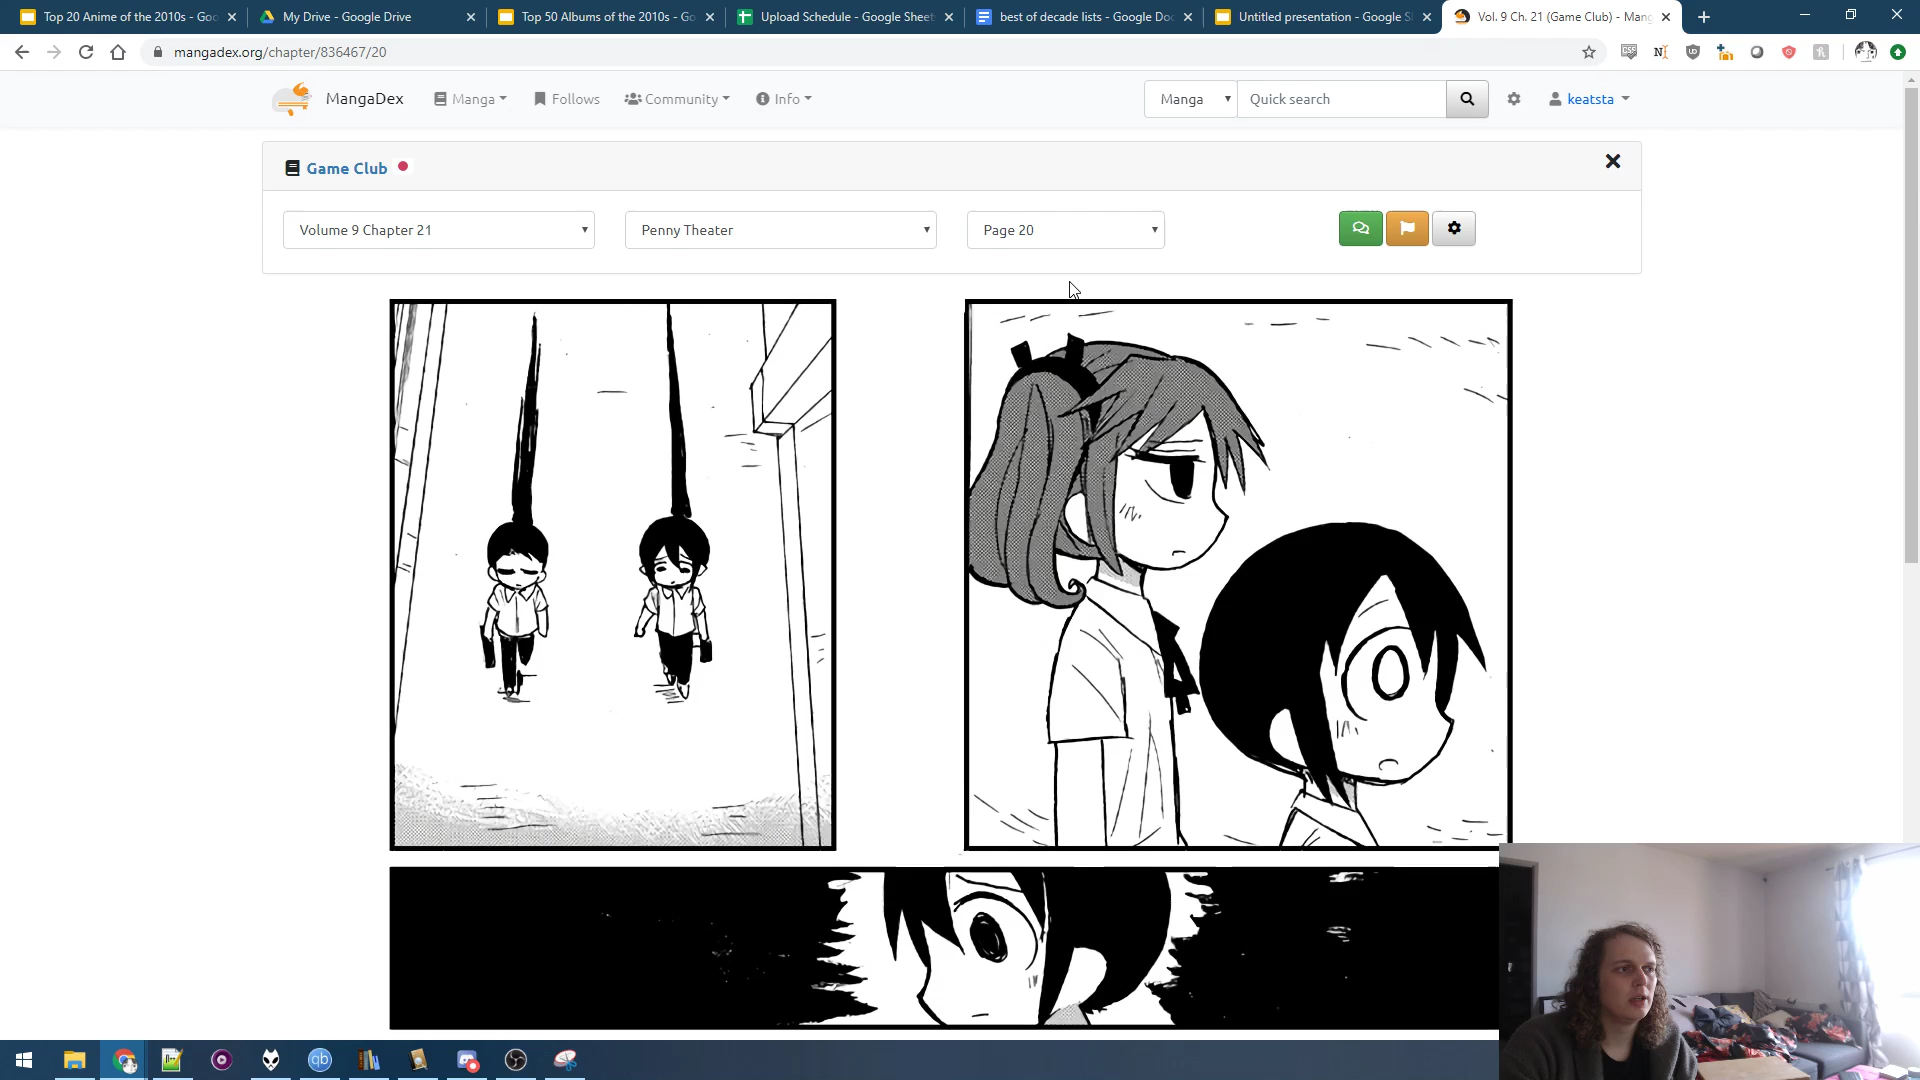 Top 20 Anime of the 2010s - Goo
My Drive - Google Drive
Top 50 Albums of the 2010s - Go
Upload Schedule - Google Sheets
best of decade lists - Google Doc
Untitled presentation - Google Sl
Vol. 9 Ch. 21 (Game Club) - Mang
mangadex.org/chapter/836467/20
MangaDex
Manga
Follows
Community
Info
Manga
Quick search
keatsta
Game Club
Volume 9 Chapter 21
Penny Theater
Page 20